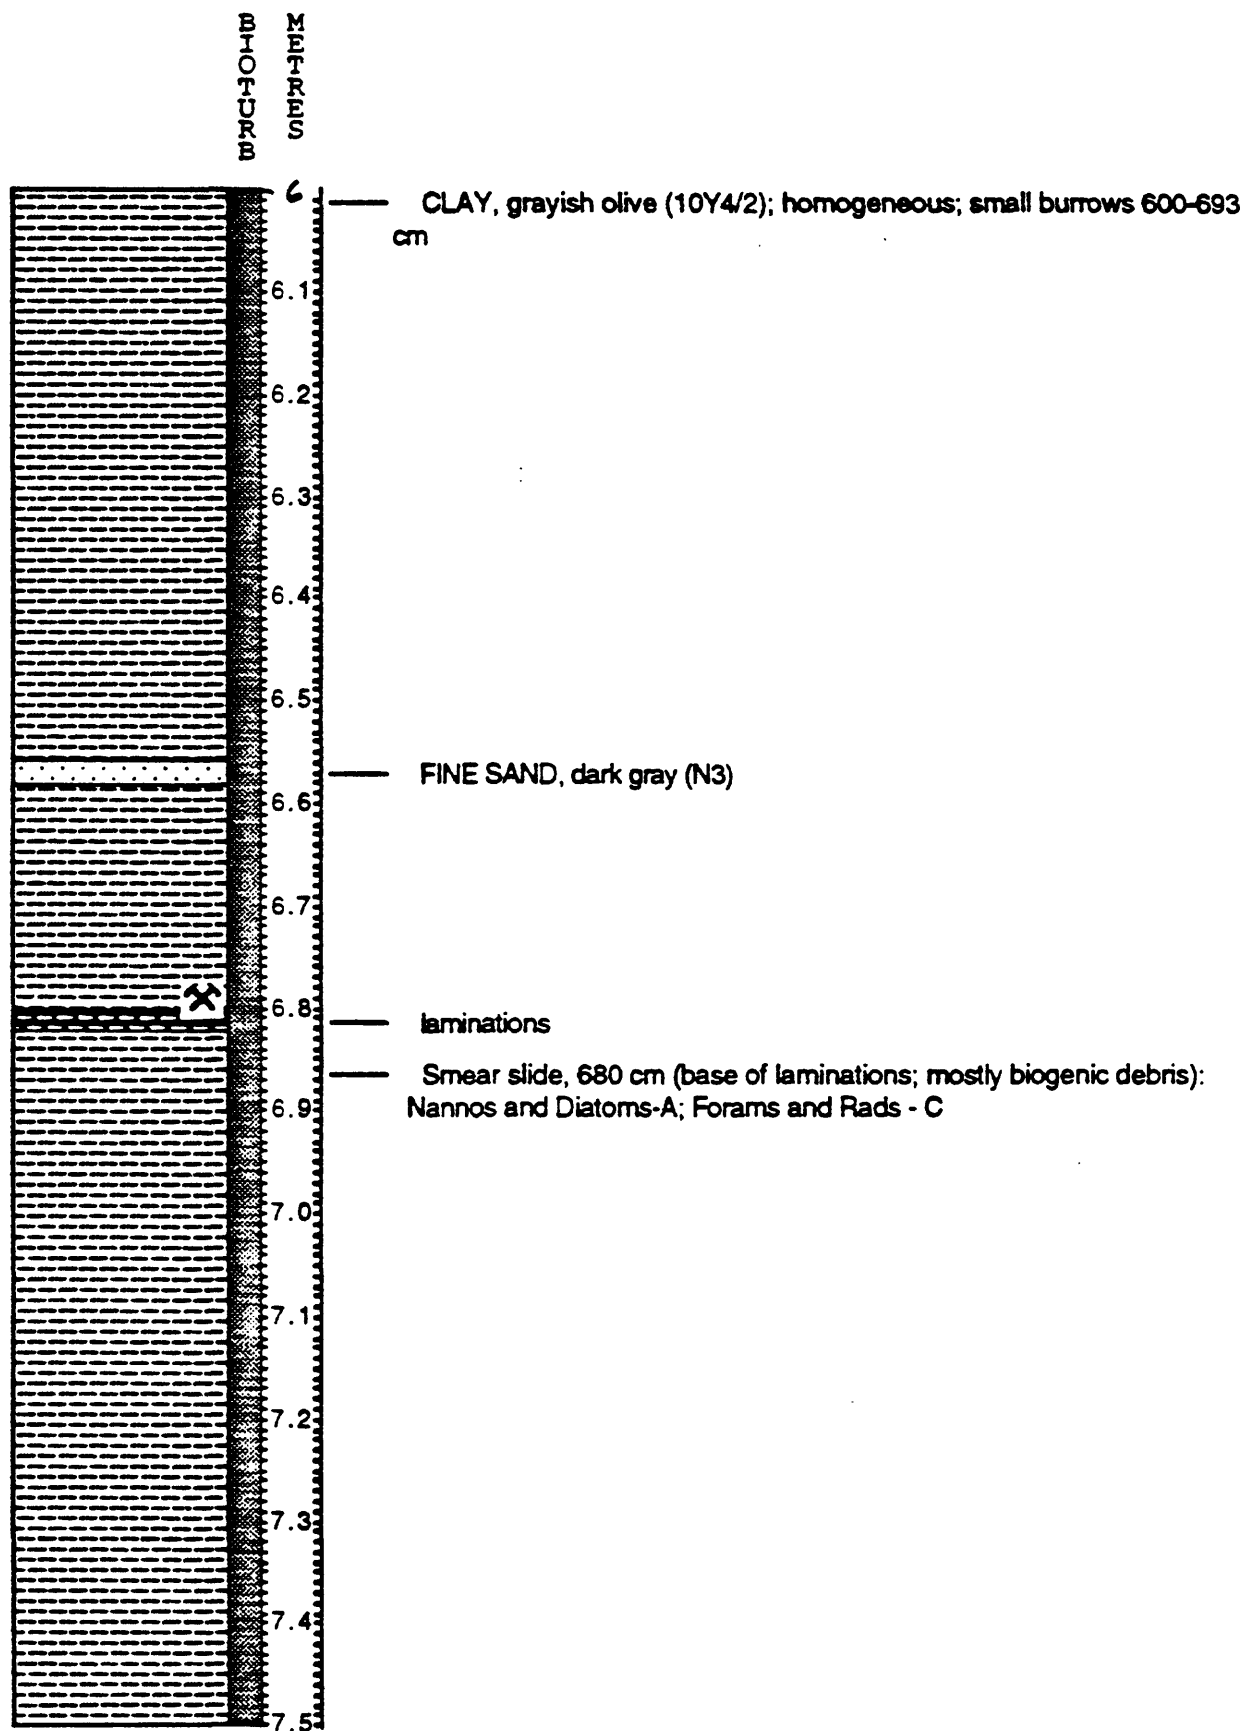 BIOTURB
METRES
6
CLAY, grayish olive (10Y4/2); homogeneous; small burrows 600-693
cm
6.1
6.2
6.3
6.4
6.5
FINE SAND, dark gray (N3)
6.6
6.7
6.8
laminations
Smear slide, 680 cm (base of laminations; mostly biogenic debris):
6.9
Nannos and Diatoms-A; Forams and Rads - C
7.0
7.1
7.2
7.3
7.4
7.5